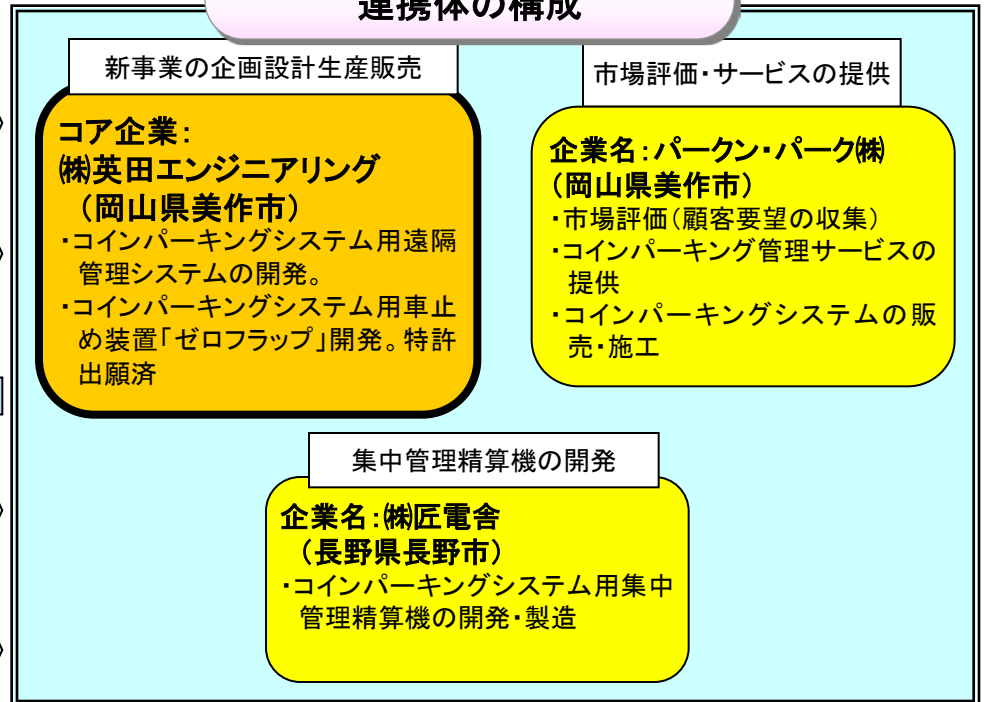 連携体の構成
新事業の企画設計生産販売
コア企業:
㈱英田エンジニアリング
(岡山県美作市)
・コインパーキングシステム用遠隔
管理システムの開発。
・コインパーキングシステム用車止
め装置「ゼロフラップ」開発。特許
出願済
市場評価・サービスの提供
企業名:パークン・パーク㈱
(岡山県美作市)
・市場評価(顧客要望の収集)
・コインパーキング管理サービスの
提供
・コインパーキングシステムの販
売・施工
集中管理精算機の開発
企業名:㈱匠電舎
(長野県長野市)
・コインパーキングシステム用集中
管理精算機の開発・製造